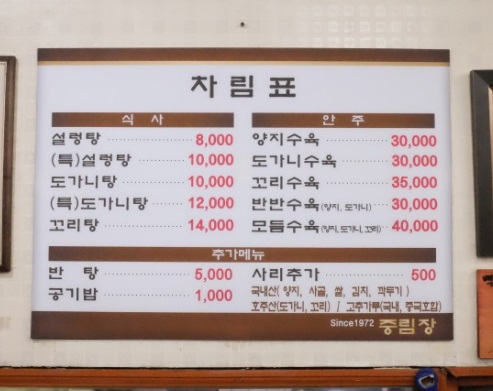 차림표
식사
설렁탕 8,000
(특)설렁탕 10,000
도가니탕 10,000
(특)도가니탕 12,000
꼬리탕 14,000
안주
양지수육 30,000
도가니수육 30,000
꼬리수육 35,000
반반수육(양지, 도가니) 30,000
모듬수육(양지, 도가니, 꼬리) 40,000
추가메뉴
반탕 5,000
공기밥 1,000
사리추가 500
국내산( 양지, 사골, 쌀, 김치, 깍두기 )
호주산(도가니, 꼬리) / 고추가루(국내, 중국혼합)
Since1972 중림장